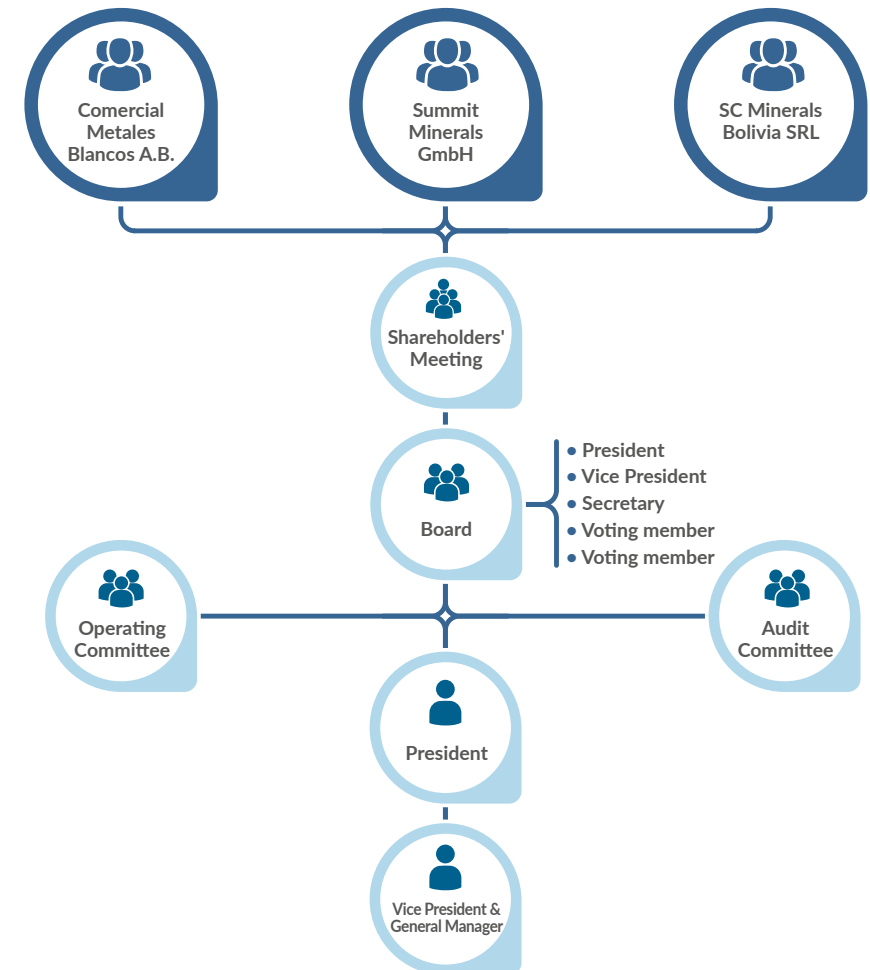 Comercial
Metales
Blancos A.B.
Summit
Minerals
GmbH
SC Minerals
Bolivia SRL
Shareholders'
Meeting
Board
• President
• Vice President
• Secretary
• Voting member
• Voting member
Operating
Committee
Audit
Committee
President
Vice President &
General Manager